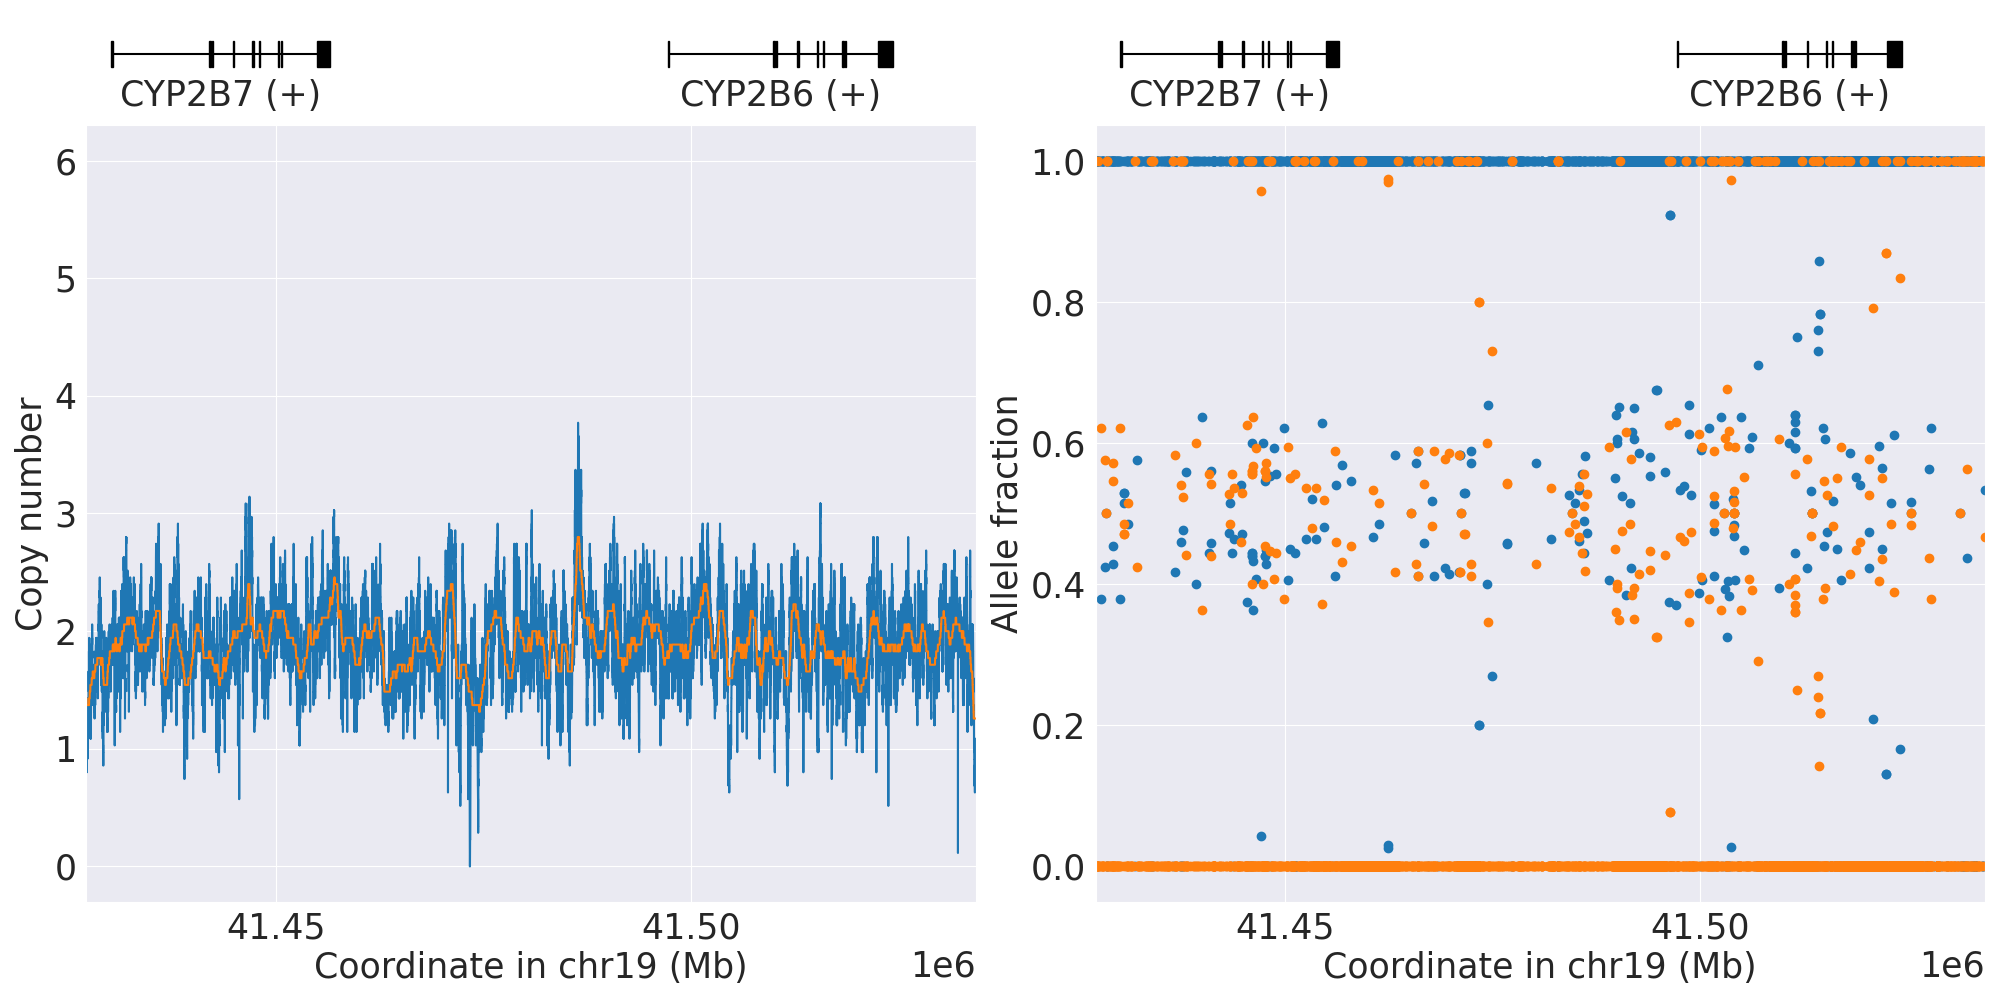 CYP2B7 (+)
CYP2B6 (+)
CYP2B7 (+)
CYP2B6 (+)
6
5
4
3
2
1
0
Copy number
41.45
41.50
Coordinate in chr19 (Mb)
1e6
1.0
0.8
0.6
0.4
0.2
0.0
Allele fraction
41.45
41.50
Coordinate in chr19 (Mb)
1e6